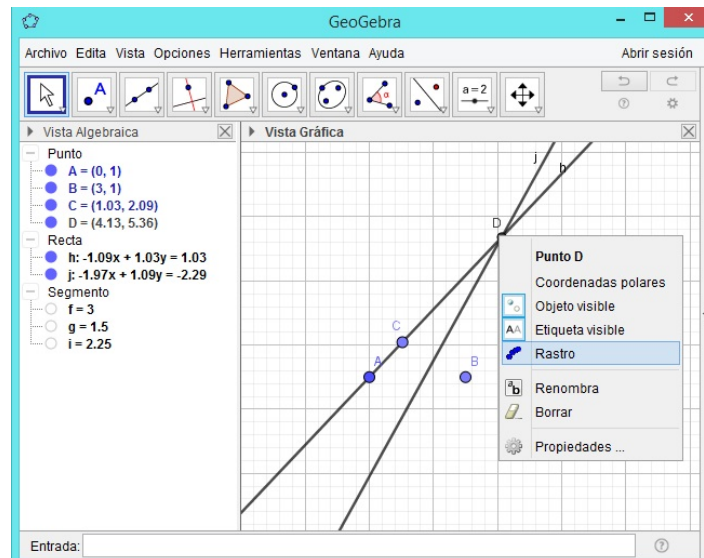 GeoGebra
Archivo Edita Vista Opciones Herramientas Ventana Ayuda Abrir sesión
A
α
a=2
Vista Algebraica
Vista Gráfica
Punto
A = (0, 1)
B = (3, 1)
C = (1.03, 2.09)
D = (4.13, 5.36)
Recta
h: -1.09x + 1.03y = 1.03
j: -1.97x + 1.09y = -2.29
Segmento
f = 3
g = 1.5
i = 2.25
j
h
D
C
A
B
Punto D
Coordenadas polares
Objeto visible
AA Etiqueta visible
Rastro
ab Renombra
Borrar
Propiedades ...
Entrada: